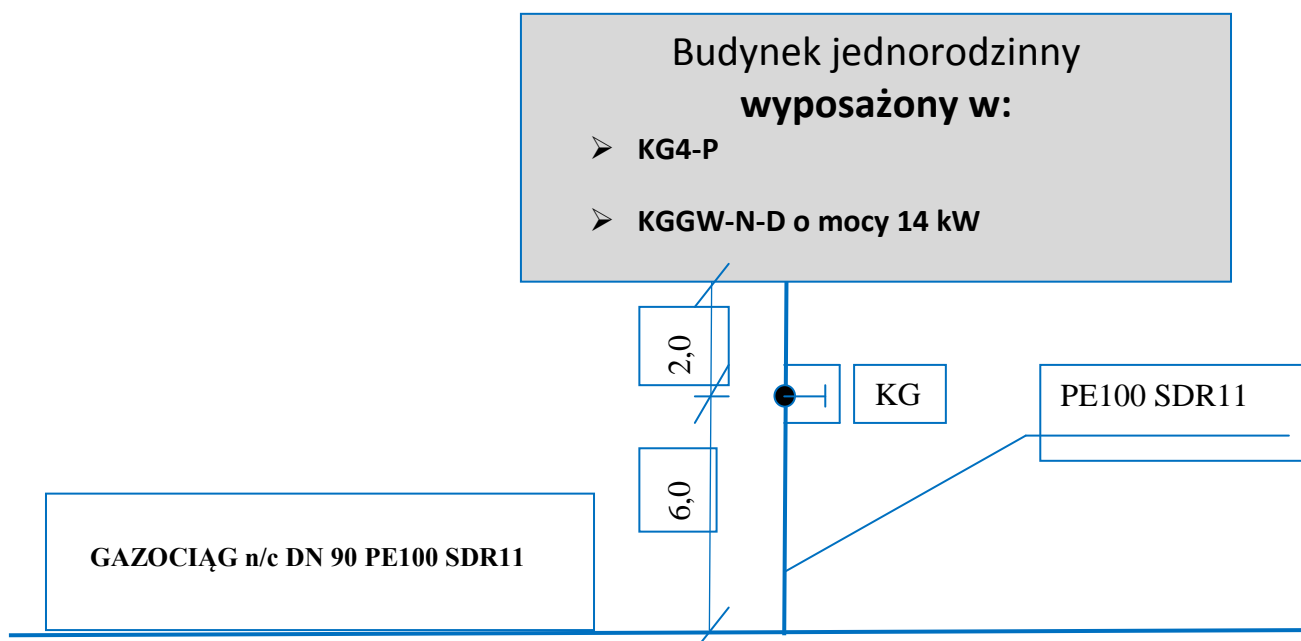 Budynek jednorodzinny
wyposażony w:
➢ KG4-P
➢ KGGW-N-D o mocy 14 kW
2,0
KG
PE100 SDR11
6,0
GAZOCIĄG n/c DN 90 PE100 SDR11